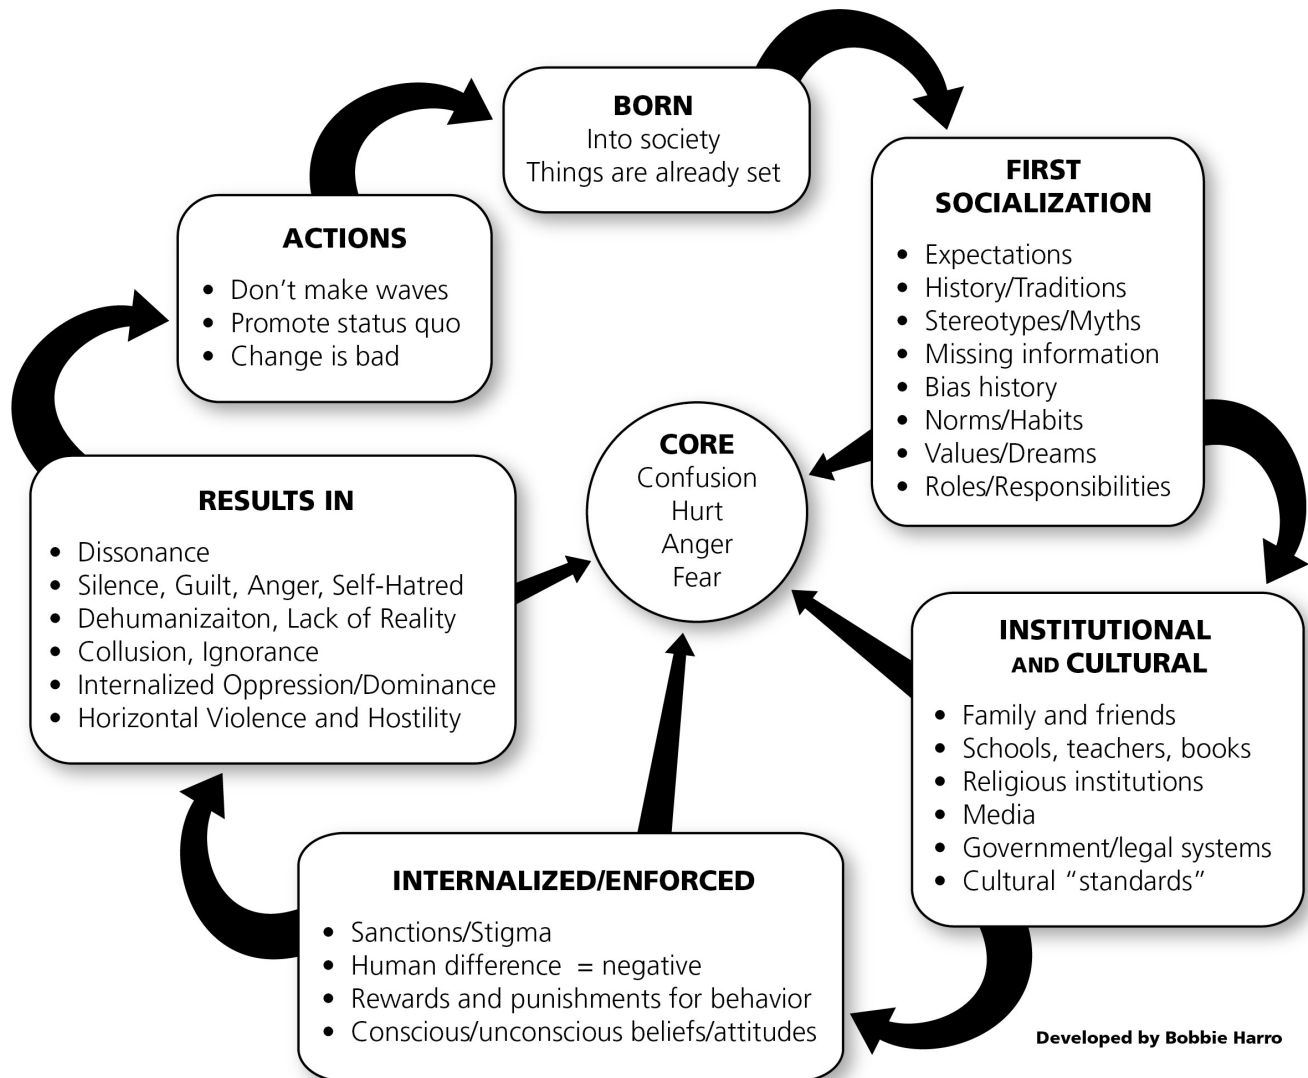 BORN
Into society
Things are already set
FIRST
SOCIALIZATION
• Expectations
• History/Traditions
• Stereotypes/Myths
• Missing information
• Bias history
• Norms/Habits
• Values/Dreams
• Roles/Responsibilities
INSTITUTIONAL
AND CULTURAL
• Family and friends
• Schools, teachers, books
• Religious institutions
• Media
• Government/legal systems
• Cultural “standards”
INTERNALIZED/ENFORCED
• Sanctions/Stigma
• Human difference = negative
• Rewards and punishments for behavior
• Conscious/unconscious beliefs/attitudes
RESULTS IN
• Dissonance
• Silence, Guilt, Anger, Self-Hatred
• Dehumanizaiton, Lack of Reality
• Collusion, Ignorance
• Internalized Oppression/Dominance
• Horizontal Violence and Hostility
ACTIONS
• Don’t make waves
• Promote status quo
• Change is bad
CORE
Confusion
Hurt
Anger
Fear
Developed by Bobbie Harro